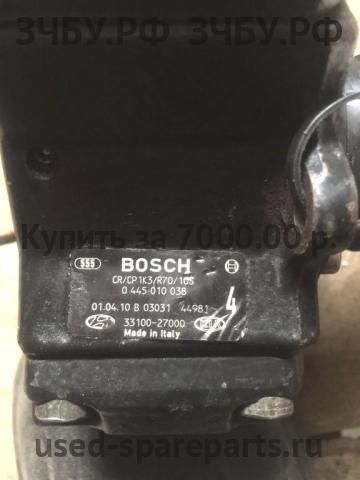 ЗЧБУ.РФ ЗЧБУ.РФ
Купить за 7000.00 р.
555 BOSCH
CR/CP1K3/R70/10S
0 445 010 038
01.04.10 B 03031 44981
4
33100-27000 KIA
Made in Italy
used-spareparts.ru